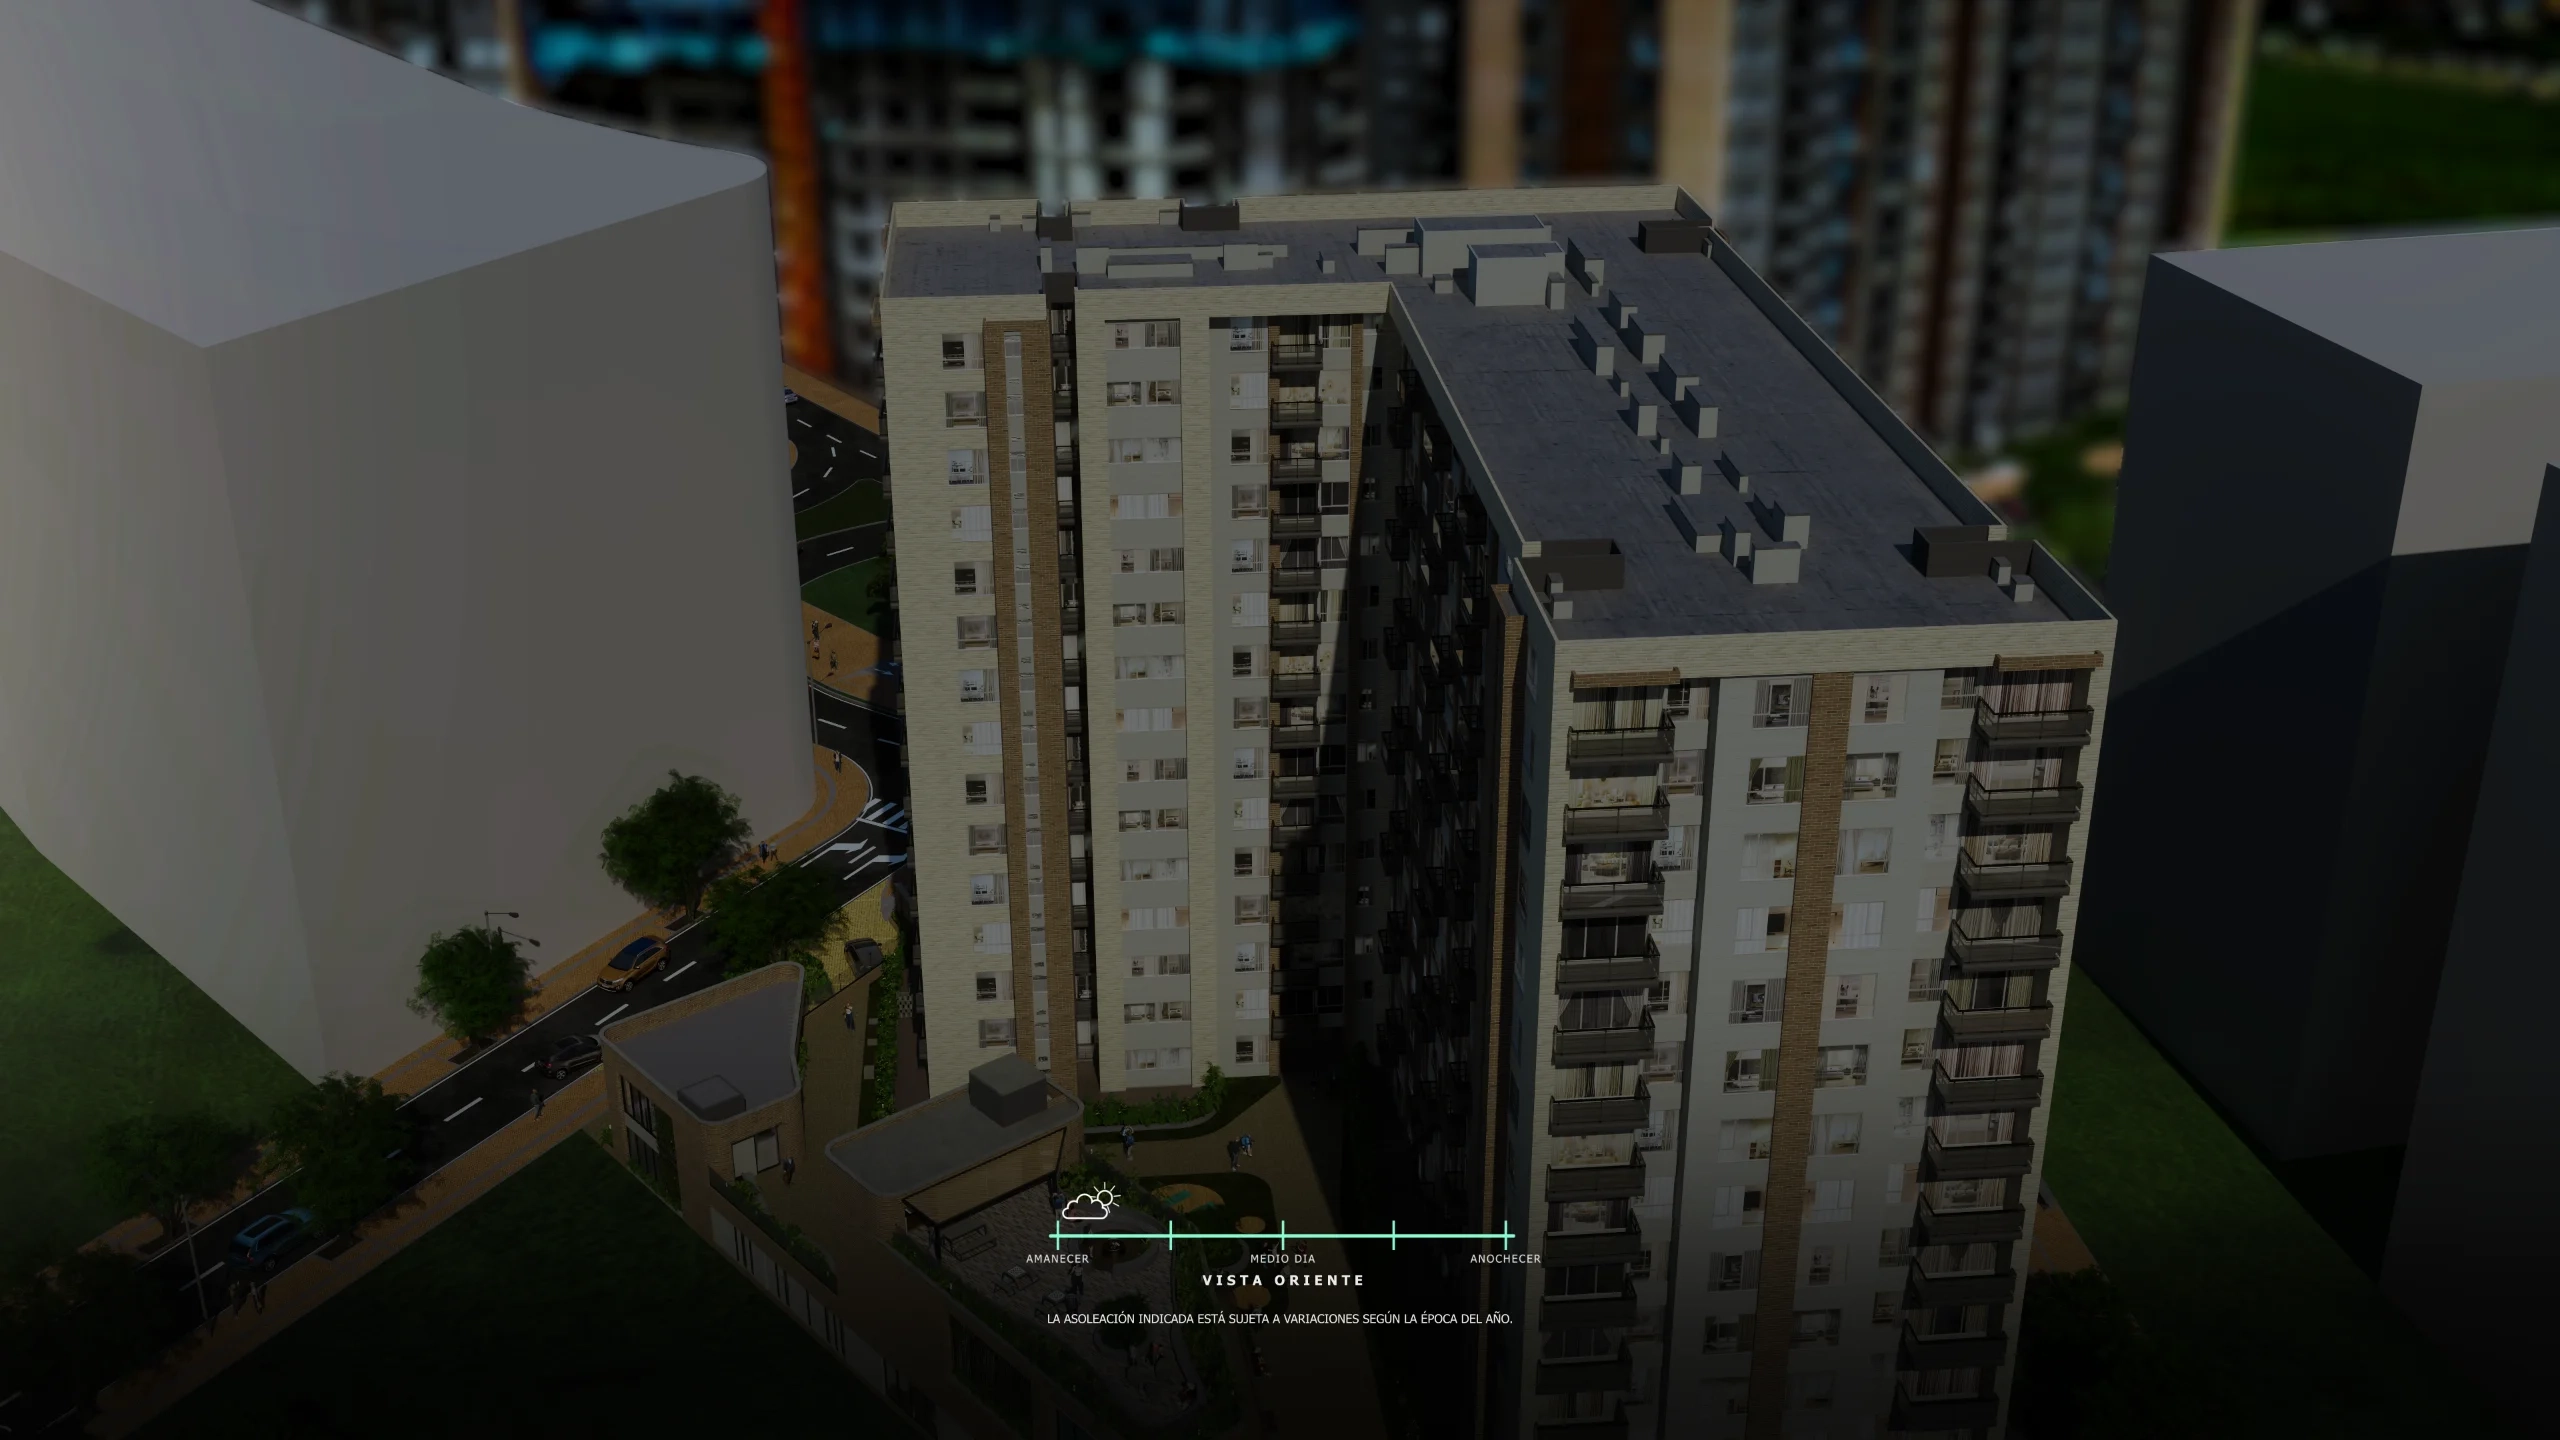 AMANECER MEDIO DIA ANOCHECER
VISTA ORIENTE
LA ASOLEACIÓN INDICADA ESTÁ SUJETA A VARIACIONES SEGÚN LA ÉPOCA DEL AÑO.